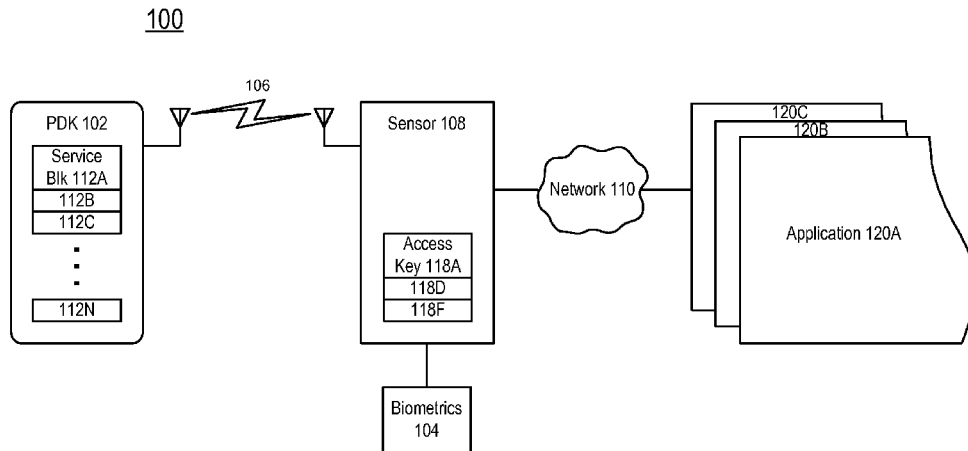 100
106
PDK 102
Service
Blk 112A
112B
112C
112N
Sensor 108
Access
Key 118A
118D
118F
Biometrics
104
Network 110
120C
120B
Application 120A